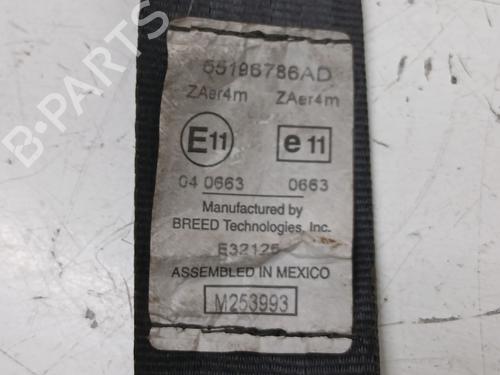 55196786AD
ZAer4m ZAer4m
E11 e 11
04 0663 0663
Manufactured by
BREED Technologies, Inc.
E32125
ASSEMBLED IN MEXICO
M253993
B-PARTS